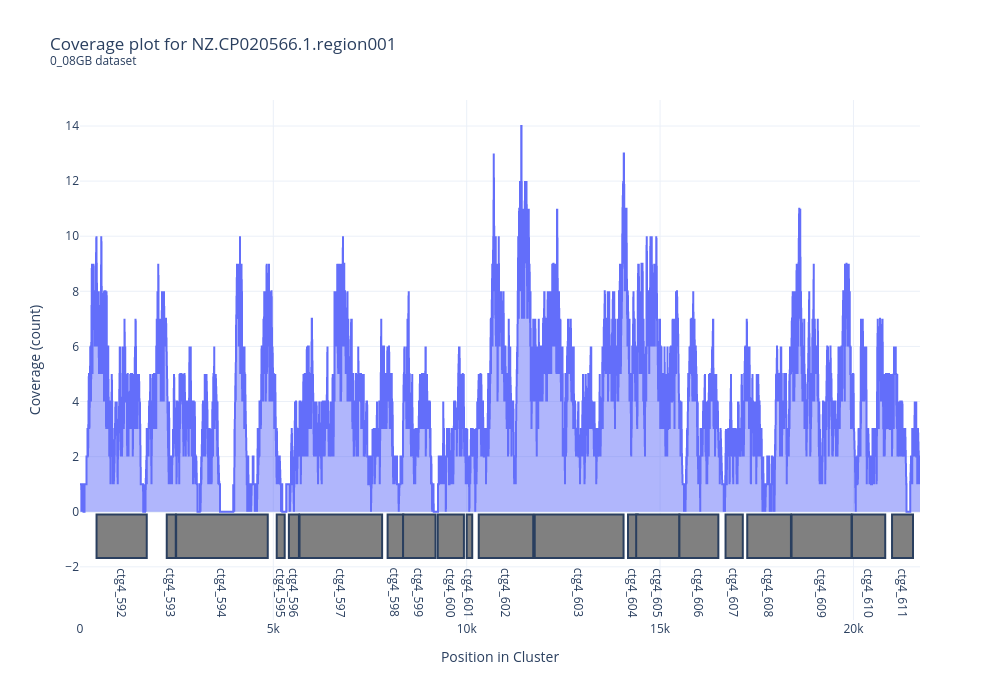 Coverage plot for NZ.CP020566.1.region001
0_08GB dataset
Coverage (count)
14
12
10
8
6
4
2
0
−2
ctg4_592
ctg4_593
ctg4_594
ctg4_595
ctg4_596
ctg4_597
ctg4_598
ctg4_599
ctg4_600
ctg4_601
ctg4_602
ctg4_603
ctg4_604
ctg4_605
ctg4_606
ctg4_607
ctg4_608
ctg4_609
ctg4_610
ctg4_611
0
5k
10k
15k
20k
Position in Cluster